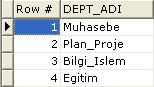 Row # DEPT_ADI
1 Muhasebe
2 Plan_Proje
3 Bilgi_Islem
4 Egitim